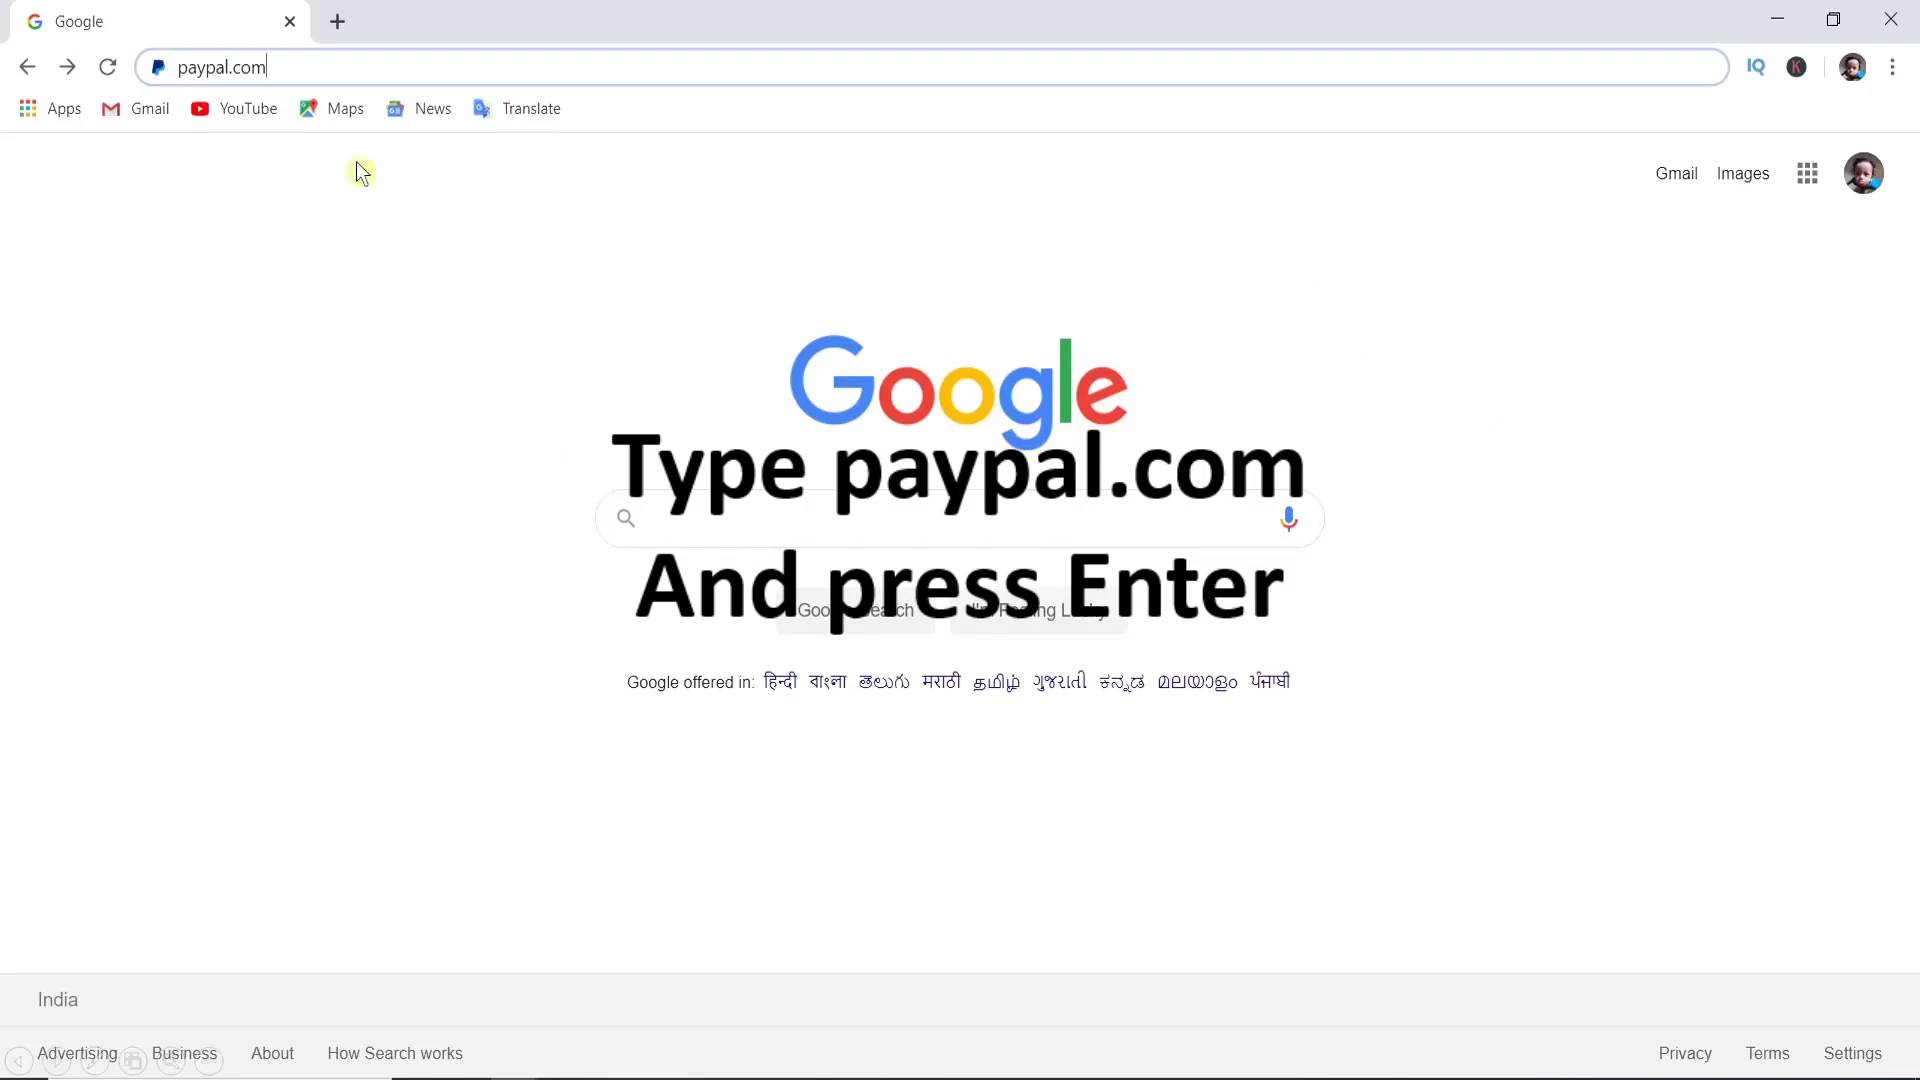 Google
paypal.com
IQ
K
Apps Gmail YouTube Maps News Translate
Gmail Images
Google
Type paypal.com
And press Enter
Google offered in: हिन्दी বাংলা తెలుగు मराठी தமிழ் ગુજરાતી ಕನ್ನಡ മലയാളം ਪੰਜਾਬੀ
India
Advertising Business About How Search works
Privacy Terms Settings